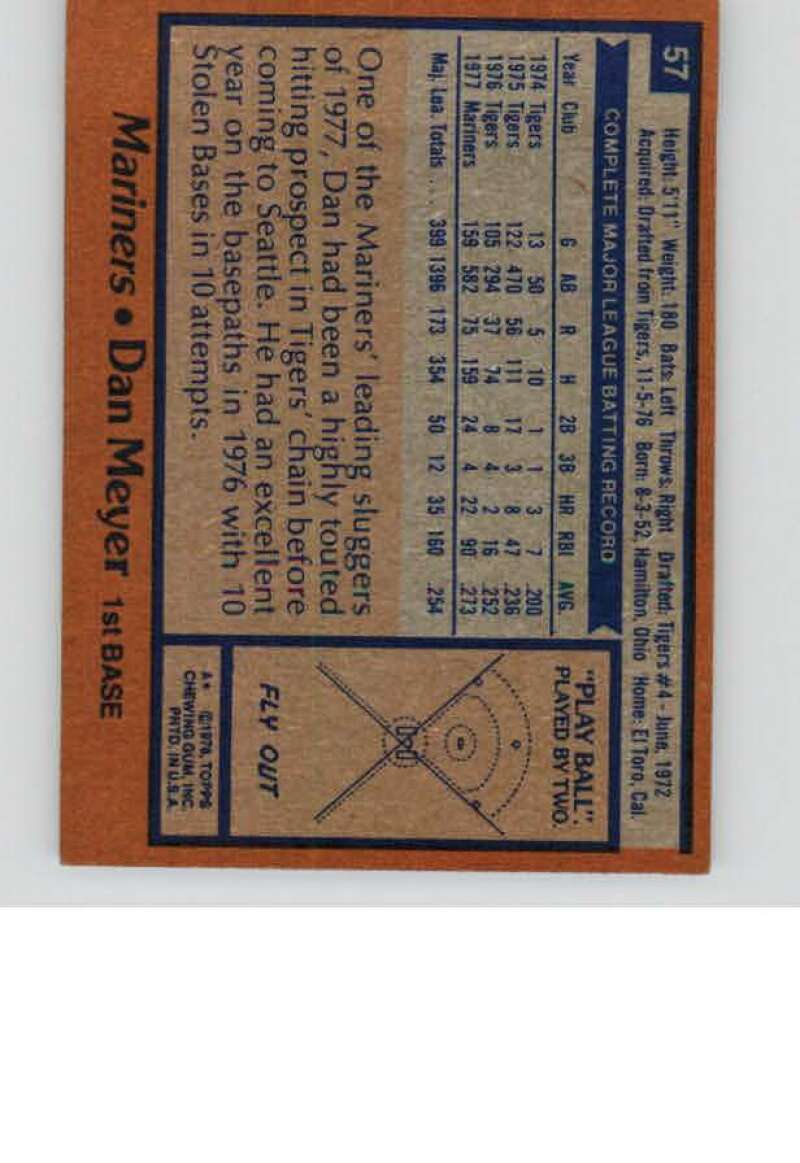 57
Height: 5'11" Weight: 180 Bats: Left Throws: Right Drafted: Tigers #4 - June, 1972
Acquired: Drafted from Tigers, 11-5-76 Born: 8-3-52, Hamilton, Ohio Home: El Toro, Cal.
COMPLETE MAJOR LEAGUE BATTING RECORD
Year Club G AB R H 2B 3B HR RBI AVG.
1974 Tigers 13 50 5 10 1 1 3 7 .200
1975 Tigers 122 470 56 111 17 3 8 47 .236
1976 Tigers 105 294 37 74 8 4 2 16 .252
1977 Mariners 159 582 75 159 24 4 22 90 .273
Maj. Lea. Totals . . . 399 1396 173 354 50 12 35 160 .254
One of the Mariners' leading sluggers
of 1977, Dan had been a highly touted
hitting prospect in Tigers' chain before
coming to Seattle. He had an excellent
year on the basepaths in 1976 with 10
Stolen Bases in 10 attempts.
"PLAY BALL"
PLAYED BY TWO.
FLY OUT
A* ©1978 TOPPS
CHEWING GUM, INC.
PRTD. IN U.S.A.
Mariners • Dan Meyer 1st BASE